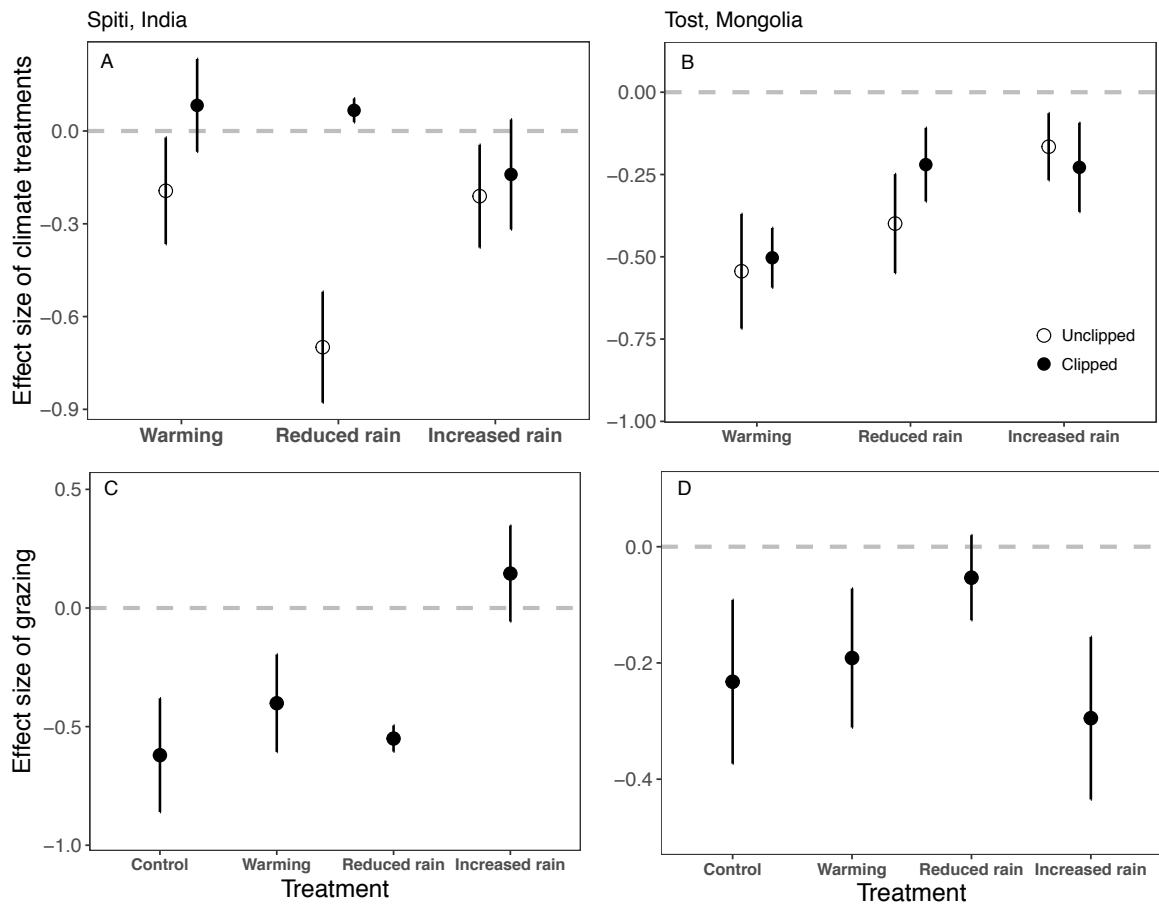 Spiti, India
Tost, Mongolia
Effect size of climate treatments
A
0.0
−0.3
−0.6
−0.9
Warming Reduced rain Increased rain
B
0.00
−0.25
−0.50
−0.75
−1.00
Unclipped
Clipped
Warming Reduced rain Increased rain
Effect size of grazing
C
0.5
0.0
−0.5
−1.0
Control Warming Reduced rain Increased rain
Treatment
D
0.0
−0.2
−0.4
Control Warming Reduced rain Increased rain
Treatment